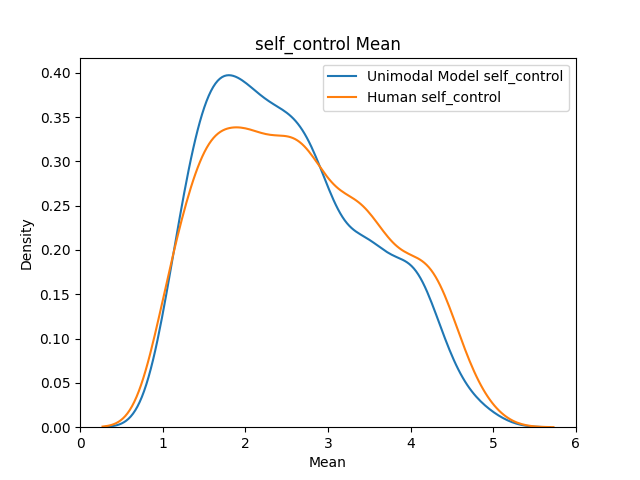 self_control Mean
Unimodal Model self_control
Human self_control
0.40
0.35
0.30
0.25
0.20
0.15
0.10
0.05
0.00
Density
0 1 2 3 4 5 6
Mean